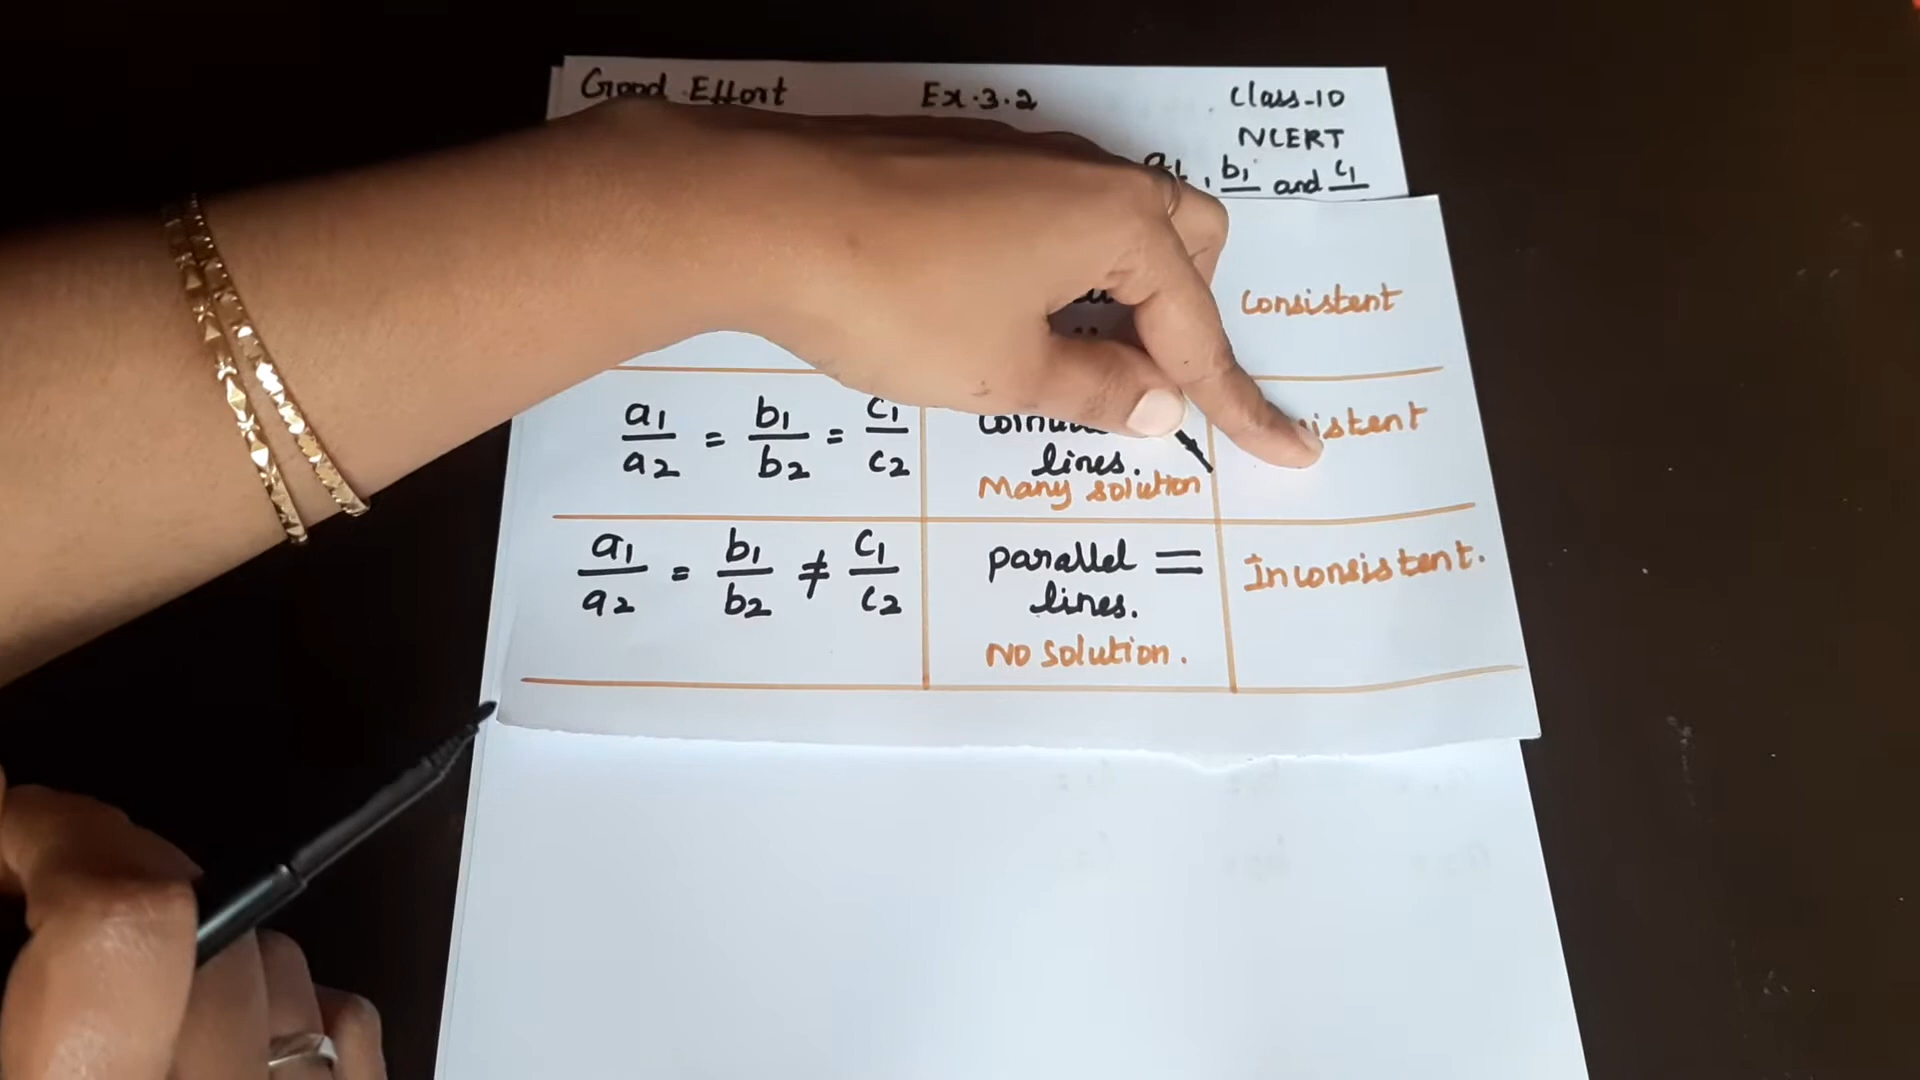 Good Effort Ex.3.2 Class-10
NCERT
a1, b1 and c1
Consistent
a1/a2 = b1/b2 = c1/c2
lines.
Many solution
a1/a2 = b1/b2 ≠ c1/c2 parallel = Inconsistent.
lines.
No solution.